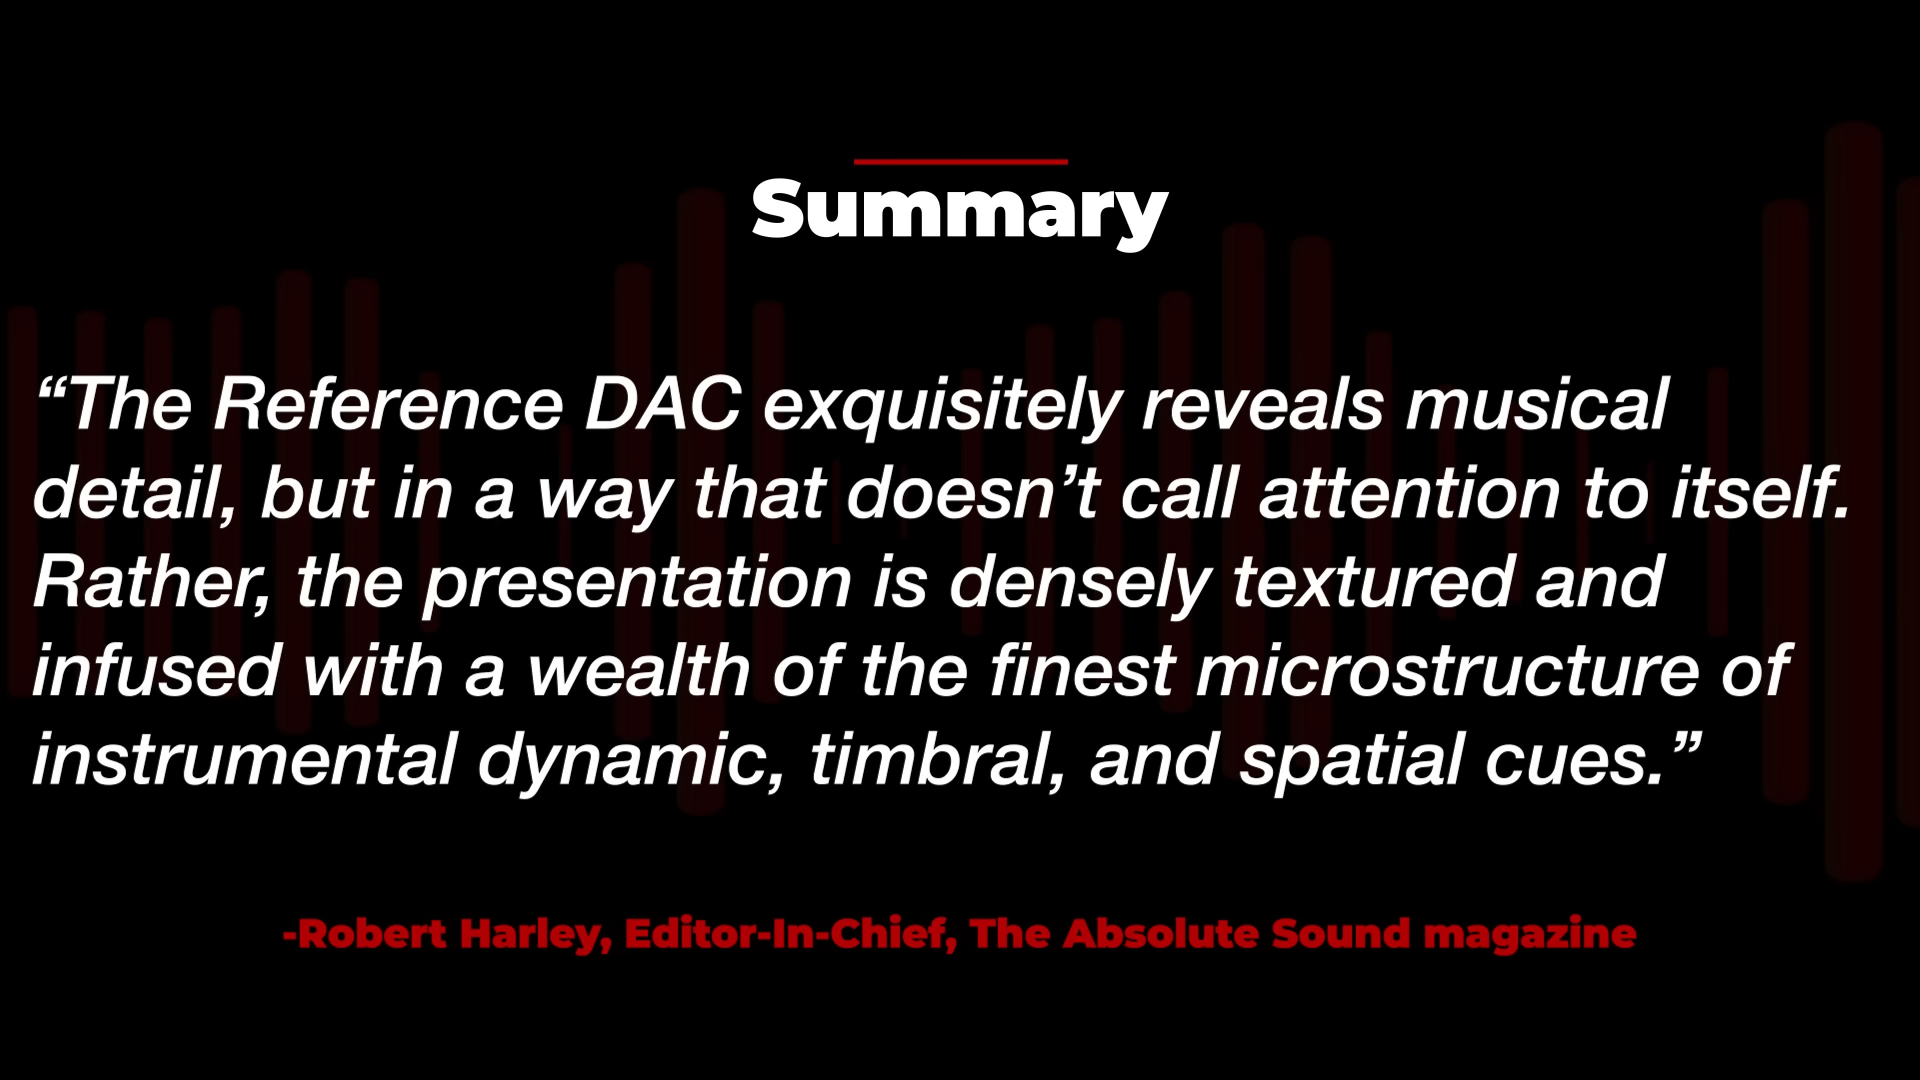 Summary
“The Reference DAC exquisitely reveals musical
detail, but in a way that doesn’t call attention to itself.
Rather, the presentation is densely textured and
infused with a wealth of the finest microstructure of
instrumental dynamic, timbral, and spatial cues.”
-Robert Harley, Editor-In-Chief, The Absolute Sound magazine